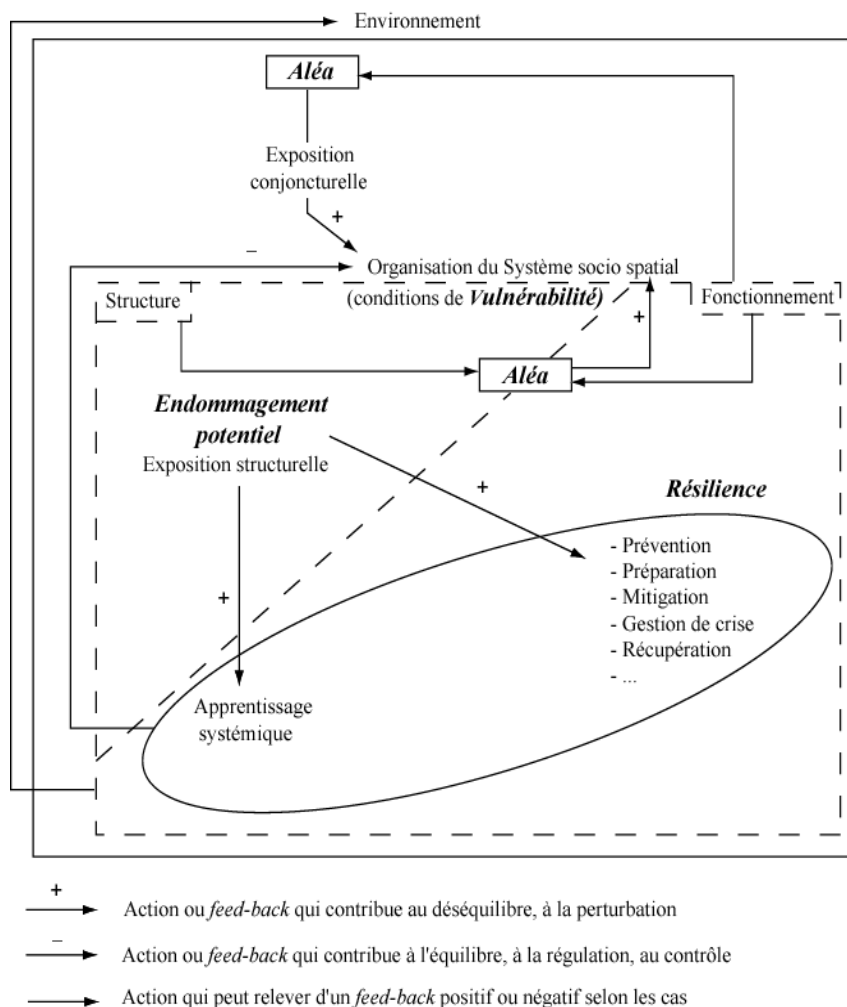 Environnement
Aléa
Exposition
conjoncturelle
+
–
Organisation du Système socio spatial
Structure
(conditions de Vulnérabilité)
Fonctionnement
+
Aléa
Endommagement
potentiel
Exposition structurelle
+
Résilience
- Prévention
- Préparation
- Mitigation
+
- Gestion de crise
- Récupération
- ...
Apprentissage
systémique
+
Action ou feed-back qui contribue au déséquilibre, à la perturbation
–
Action ou feed-back qui contribue à l'équilibre, à la régulation, au contrôle
Action qui peut relever d'un feed-back positif ou négatif selon les cas